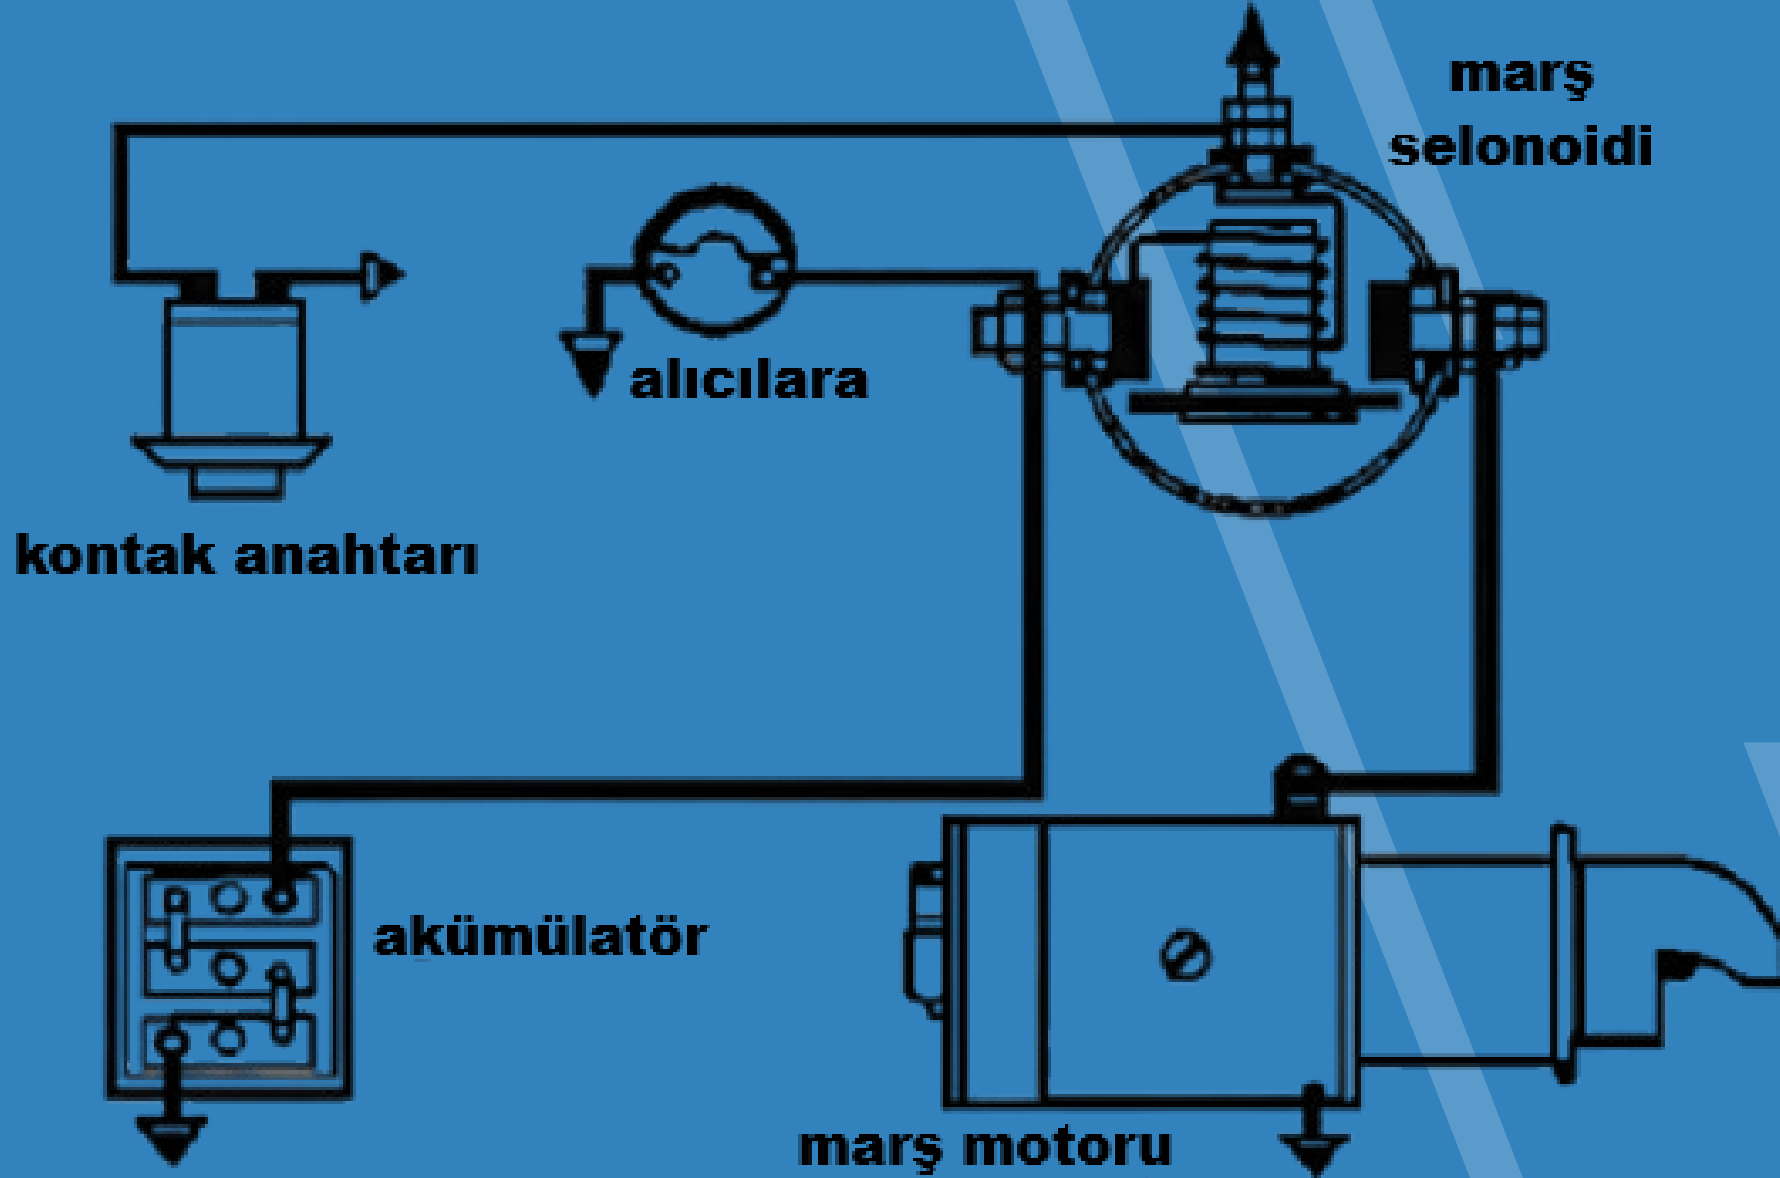 marş
selonoidi
alıcılara
kontak anahtarı
akümülatör
marş motoru